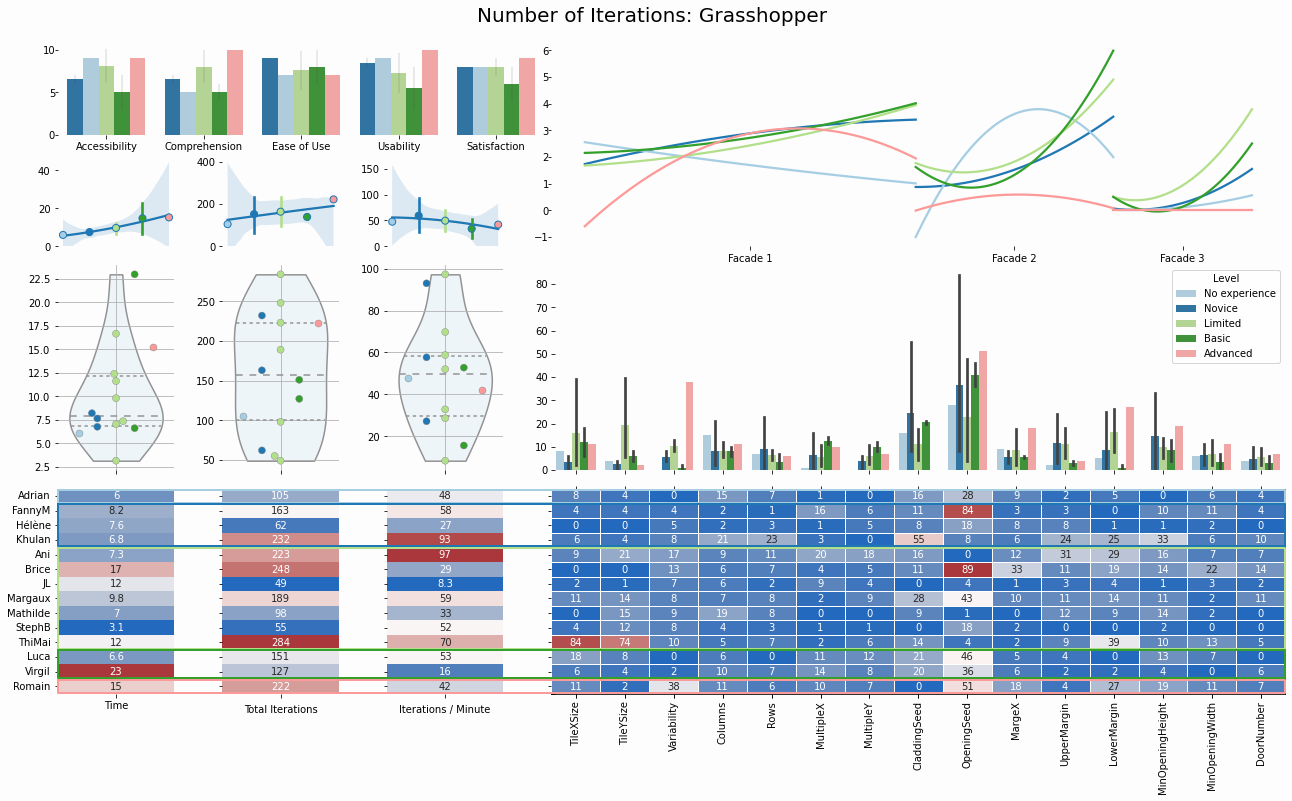 Number of Iterations: Grasshopper
10
5
0
Accessibility
Comprehension
Ease of Use
Usability
Satisfaction
6
5
4
3
2
1
0
−1
Facade 1
Facade 2
Facade 3
40
20
0
400
200
0
150
100
50
0
22.5
20.0
17.5
15.0
12.5
10.0
7.5
5.0
2.5
250
200
150
100
50
100
80
60
40
20
80
70
60
50
40
30
20
10
0
Level
No experience
Novice
Limited
Basic
Advanced
Adrian 6 105 48 8 4 0 15 7 1 0 16 28 9 2 5 0 6 4
FannyM 8.2 163 58 4 4 4 2 1 16 6 11 84 3 3 0 10 11 4
Hélène 7.6 62 27 0 0 5 2 3 1 5 8 18 8 8 1 1 2 0
Khulan 6.8 232 93 6 4 8 21 23 3 0 55 8 6 24 25 33 6 10
Ani 7.3 223 97 9 21 17 9 11 20 18 16 0 12 31 29 16 7 7
Brice 17 248 29 0 0 13 6 7 4 5 11 89 33 11 19 14 22 14
JL 12 49 8.3 2 1 7 6 2 9 4 0 4 1 3 4 1 3 2
Margaux 9.8 189 59 11 14 8 7 8 2 9 28 43 10 11 14 11 2 11
Mathilde 7 98 33 0 15 9 19 8 0 0 9 1 0 12 9 14 2 0
StephB 3.1 55 52 4 12 8 4 3 1 1 0 18 2 0 0 2 0 0
ThiMai 12 284 70 84 74 10 5 7 2 6 14 4 2 9 39 10 13 5
Luca 6.6 151 53 18 8 0 6 0 11 12 21 46 5 4 0 13 7 0
Virgil 23 127 16 6 4 2 10 7 14 8 20 36 6 2 2 4 0 6
Romain 15 222 42 11 2 38 11 6 10 7 0 51 18 4 27 19 11 7
Time
Total Iterations
Iterations / Minute
TileXSize
TileYSize
Variability
Columns
Rows
MultipleX
MultipleY
CladdingSeed
OpeningSeed
MargeX
UpperMargin
LowerMargin
MinOpeningHeight
MinOpeningWidth
DoorNumber